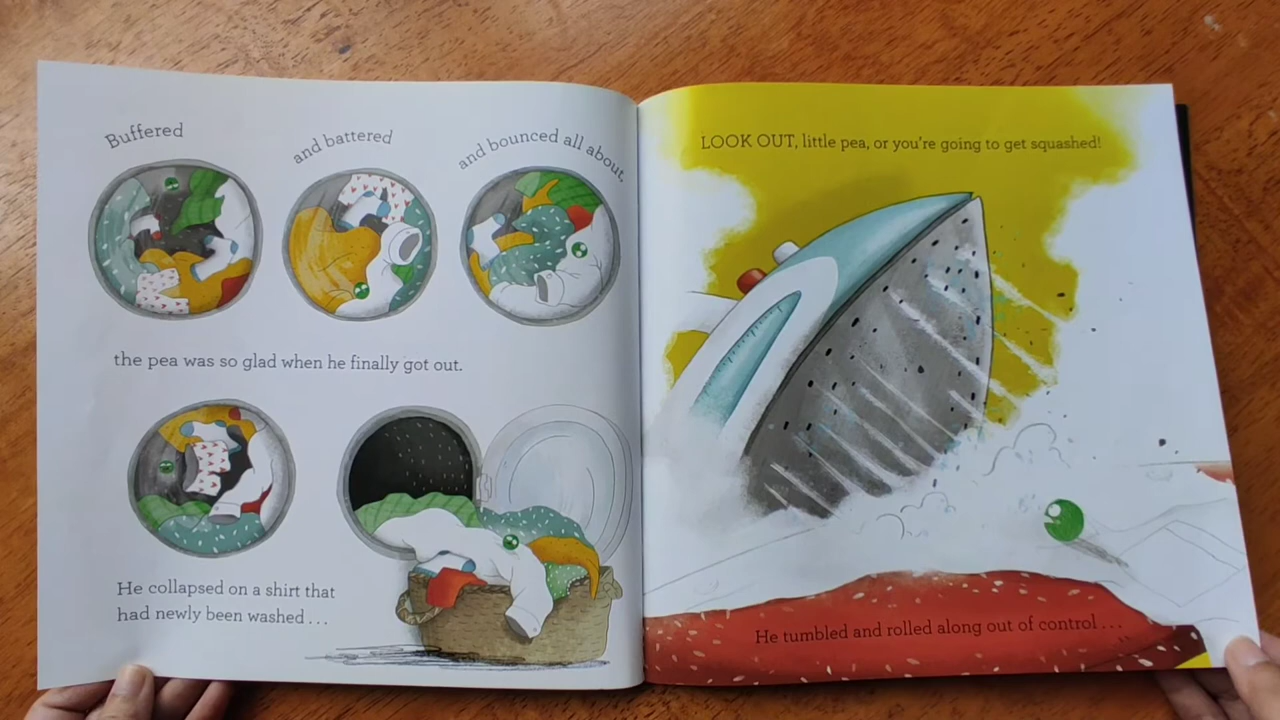 Buffered
and battered
and bounced all about,
the pea was so glad when he finally got out.
He collapsed on a shirt that
had newly been washed . . .
LOOK OUT, little pea, or you're going to get squashed!
He tumbled and rolled along out of control . . .